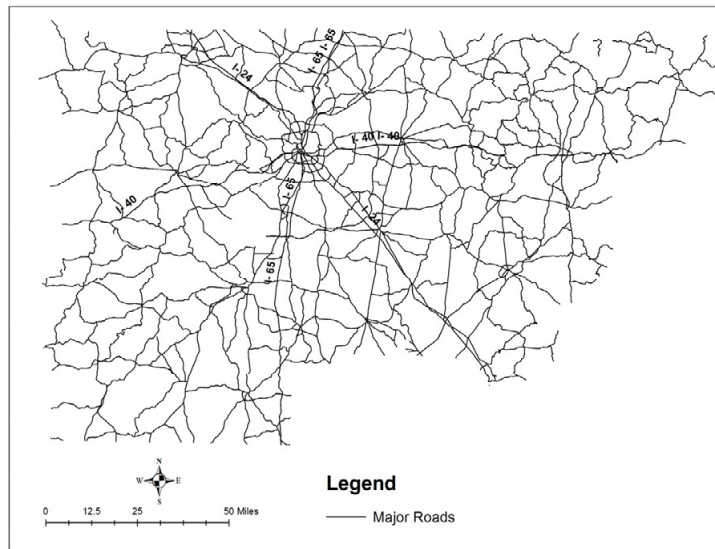 I- 65
I- 65
I- 24
I- 40
I- 40
I- 65
I- 40
I- 24
I- 65
N
W
E
S
0 12.5 25 50 Miles
Legend
Major Roads